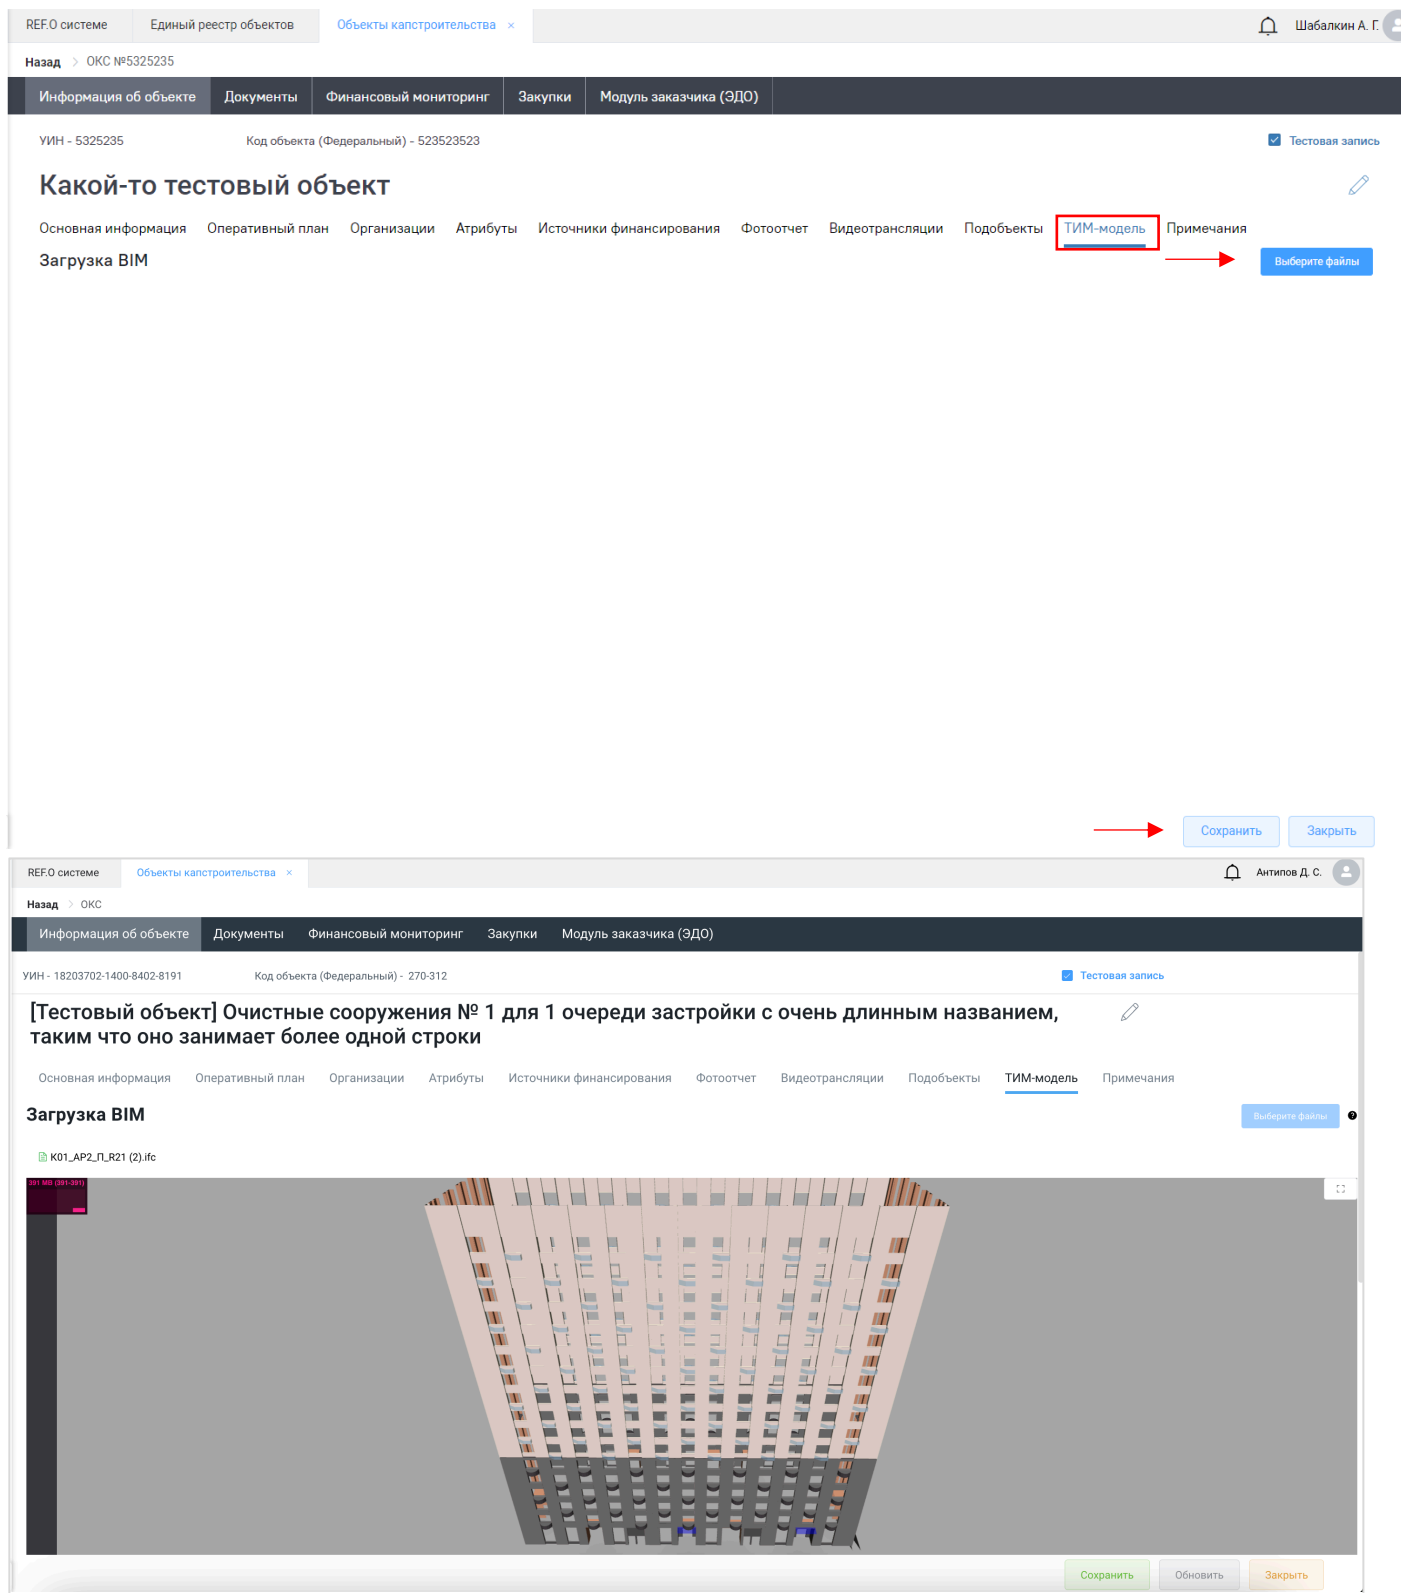 REF.О системе Единый реестр объектов Объекты капстроительства × Шабалкин А. Г.
Назад > ОКС №5325235
Информация об объекте Документы Финансовый мониторинг Закупки Модуль заказчика (ЭДО)
УИН - 5325235 Код объекта (Федеральный) - 523523523 Тестовая запись
Какой-то тестовый объект
Основная информация Оперативный план Организации Атрибуты Источники финансирования Фотоотчет Видеотрансляции Подобъекты ТИМ-модель Примечания
Загрузка BIM Выберите файлы
Сохранить Закрыть
REF.О системе Объекты капстроительства × Антипов Д. С.
Назад > ОКС
Информация об объекте Документы Финансовый мониторинг Закупки Модуль заказчика (ЭДО)
УИН - 18203702-1400-8402-8191 Код объекта (Федеральный) - 270-312 Тестовая запись
[Тестовый объект] Очистные сооружения № 1 для 1 очереди застройки с очень длинным названием,
таким что оно занимает более одной строки
Основная информация Оперативный план Организации Атрибуты Источники финансирования Фотоотчет Видеотрансляции Подобъекты ТИМ-модель Примечания
Загрузка BIM Выберите файлы ?
К01_АР2_П_R21 (2).ifc
391 MB (391-391)
Сохранить Обновить Закрыть